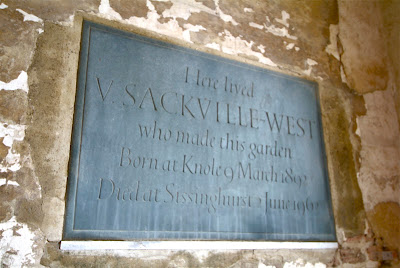 Here lived
V. SACKVILLE-WEST
who made this garden
Born at Knole 9 March 1892
Died at Sissinghurst 2 June 1962